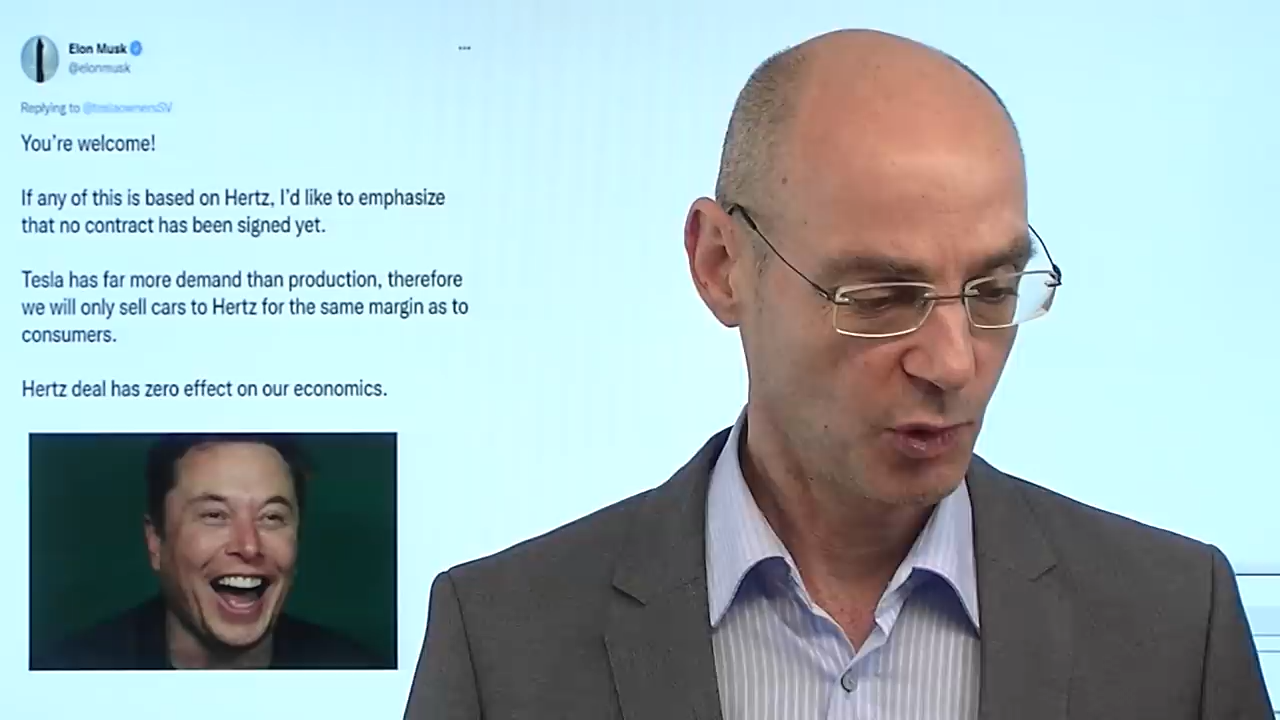 Elon Musk
@elonmusk
Replying to @teslaownersSV
You're welcome!
If any of this is based on Hertz, I'd like to emphasize
that no contract has been signed yet.
Tesla has far more demand than production, therefore
we will only sell cars to Hertz for the same margin as to
consumers.
Hertz deal has zero effect on our economics.